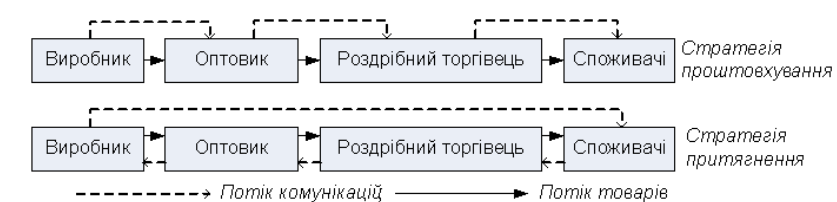 Виробник Оптовик Роздрібний торгівець Споживачі
Стратегія
проштовхування
Виробник Оптовик Роздрібний торгівець Споживачі
Стратегія
притягнення
Потік комунікацій Потік товарів